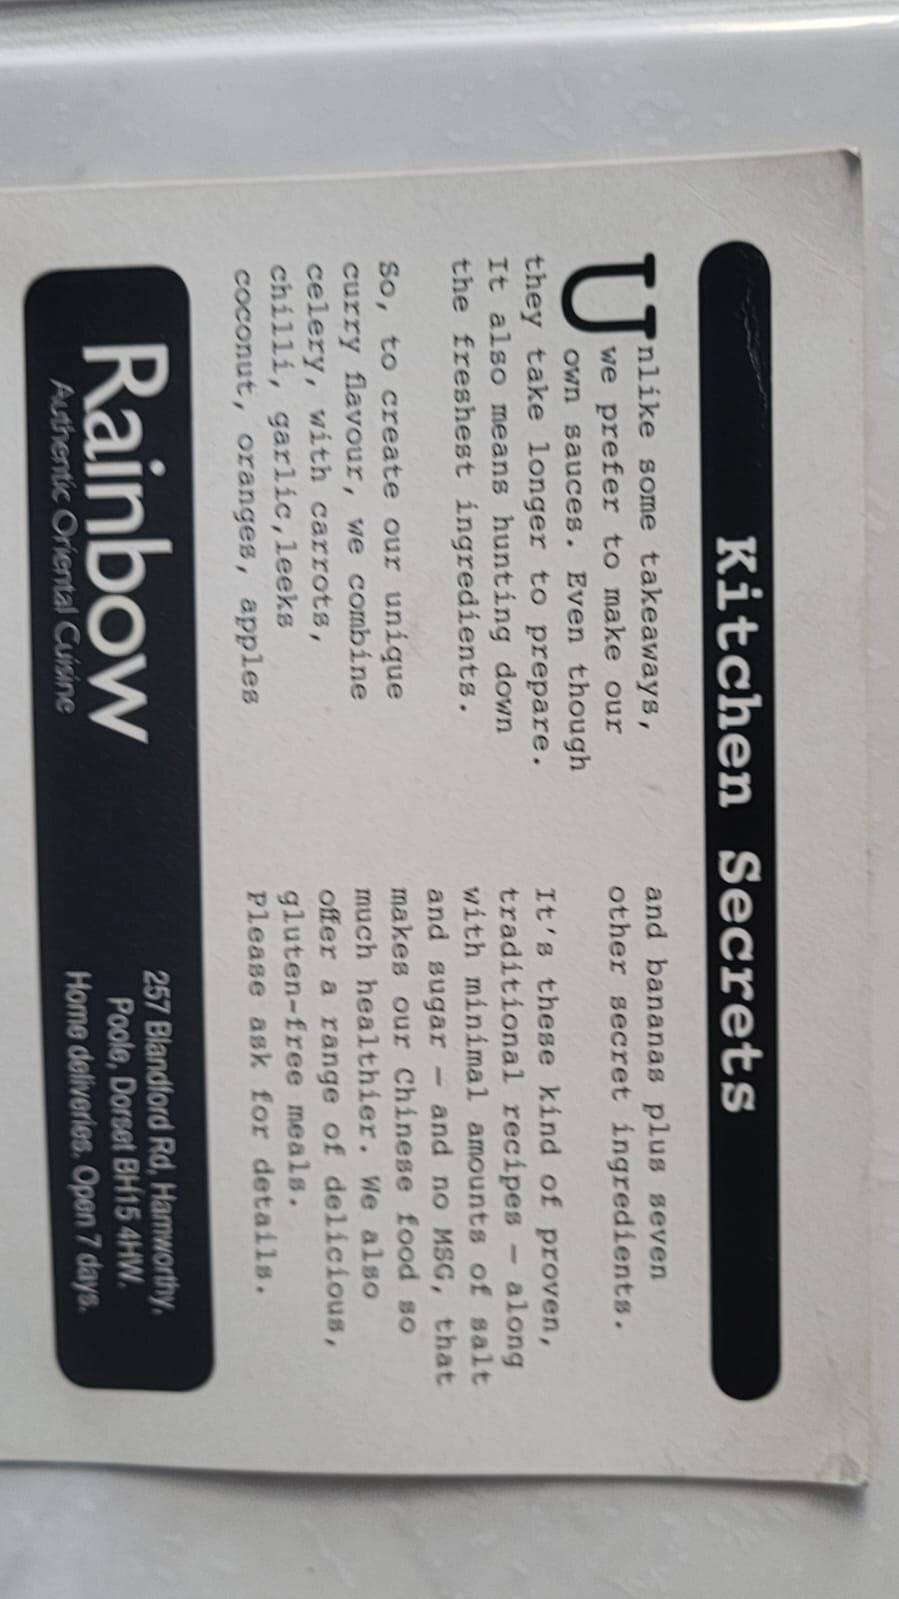 Kitchen Secrets
Unlike some takeaways,
we prefer to make our
own sauces. Even though
they take longer to prepare.
It also means hunting down
the freshest ingredients.
So, to create our unique
curry flavour, we combine
celery, with carrots,
chilli, garlic,leeks
coconut, oranges, apples
and bananas plus seven
other secret ingredients.
It's these kind of proven,
traditional recipes – along
with minimal amounts of salt
and sugar – and no MSG, that
makes our Chinese food so
much healthier. We also
offer a range of delicious,
gluten-free meals.
Please ask for details.
Rainbow
Authentic Oriental Cuisine
257 Blandford Rd, Hamworthy,
Poole, Dorset BH15 4HW.
Home deliveries. Open 7 days.